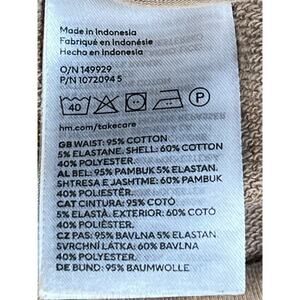 Made in Indonesia
Fabriqué en Indonésie
Hecho en Indonesia
O/N 149929
P/N 1072094 5
40
P
hm.com/takecare
GB WAIST: 95% COTTON
5% ELASTANE. SHELL: 60% COTTON
40% POLYESTER.
AL BEL: 95% PAMBUK 5% ELASTAN.
SHTRESA E JASHTME: 60% PAMBUK
40% POLIESTËR.
CAT CINTURA: 95% COTÓ
5% ELASTÀ. EXTERIOR: 60% COTÓ
40% POLIÈSTER.
CZ PAS: 95% BAVLNA 5% ELASTAN.
SVRCHNÍ LÁTKA: 60% BAVLNA
40% POLYESTER.
DE BUND: 95% BAUMWOLLE